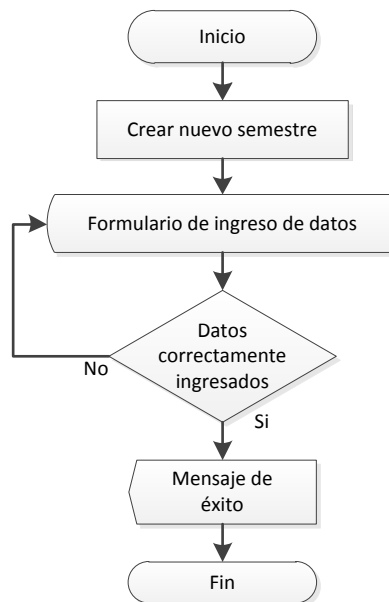 Inicio
Crear nuevo semestre
Formulario de ingreso de datos
Datos
correctamente
ingresados
No
Si
Mensaje de
éxito
Fin